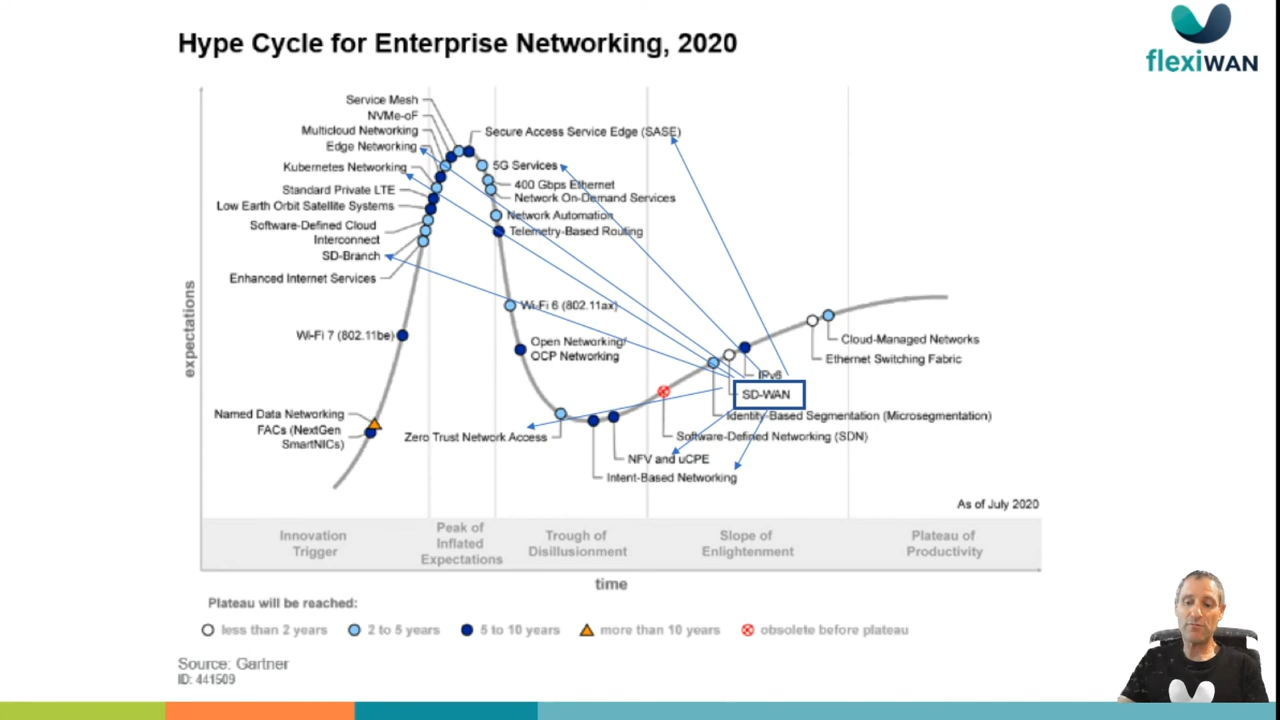 Hype Cycle for Enterprise Networking, 2020
flexiWAN
expectations
Service Mesh
NVMe-oF
Multicloud Networking
Edge Networking
Kubernetes Networking
Standard Private LTE
Low Earth Orbit Satellite Systems
Software-Defined Cloud
Interconnect
SD-Branch
Enhanced Internet Services
Wi-Fi 7 (802.11be)
Named Data Networking
FACs (NextGen
SmartNICs)
Secure Access Service Edge (SASE)
5G Services
400 Gbps Ethernet
Network On-Demand Services
Network Automation
Telemetry-Based Routing
Wi-Fi 6 (802.11ax)
Open Networking/
OCP Networking
Zero Trust Network Access
Cloud-Managed Networks
Ethernet Switching Fabric
IPv6
SD-WAN
Identity-Based Segmentation (Microsegmentation)
Software-Defined Networking (SDN)
NFV and uCPE
Intent-Based Networking
As of July 2020
Innovation
Trigger
Peak of
Inflated
Expectations
Trough of
Disillusionment
Slope of
Enlightenment
Plateau of
Productivity
time
Plateau will be reached:
less than 2 years
2 to 5 years
5 to 10 years
more than 10 years
obsolete before plateau
Source: Gartner
ID: 441509